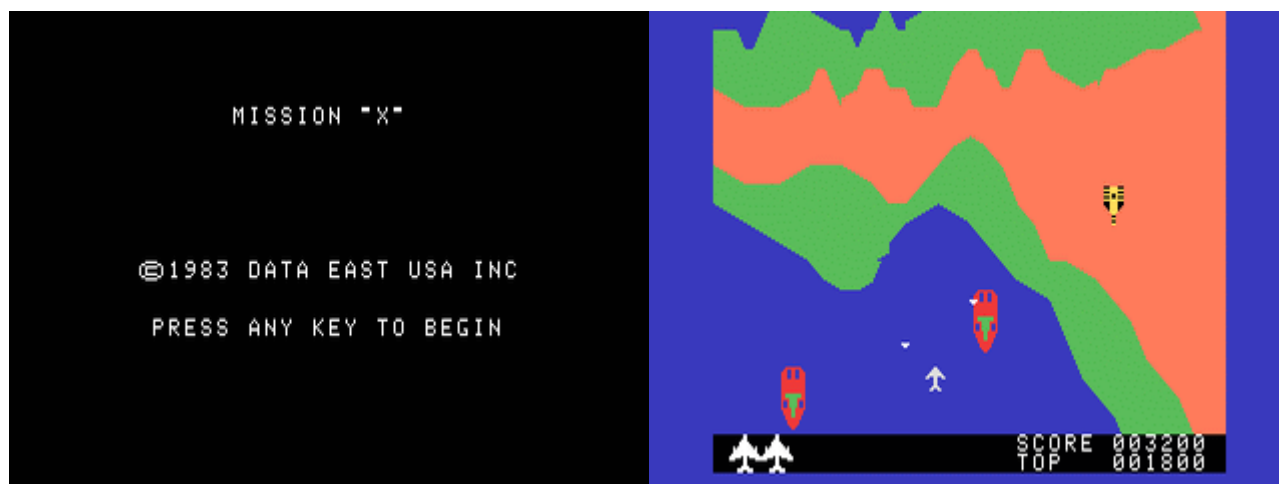 MISSION "X"
©1983 DATA EAST USA INC
PRESS ANY KEY TO BEGIN
SCORE 003200
TOP 001800